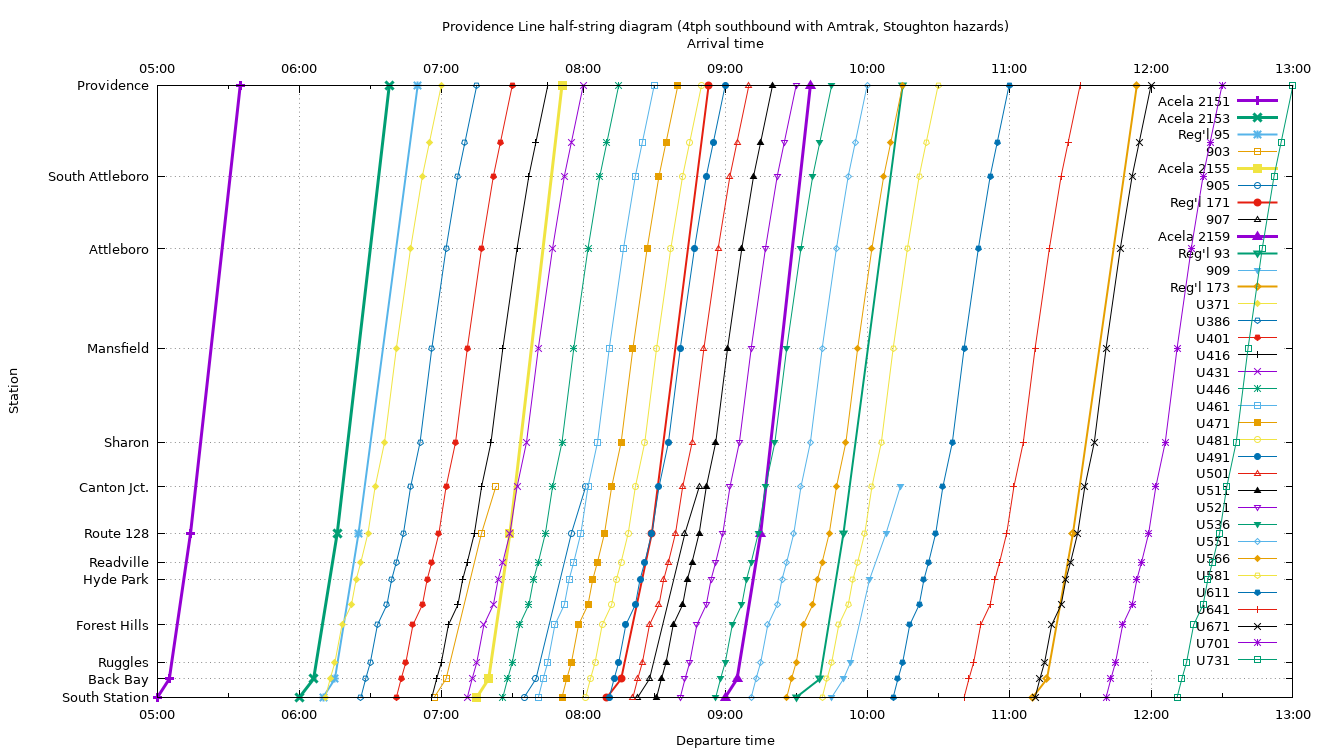 Providence Line half-string diagram (4tph southbound with Amtrak, Stoughton hazards)
Arrival time
05:00 06:00 07:00 08:00 09:00 10:00 11:00 12:00 13:00
Providence
South Attleboro
Attleboro
Mansfield
Sharon
Canton Jct.
Route 128
Readville
Hyde Park
Forest Hills
Ruggles
Back Bay
South Station
Station
Acela 2151
Acela 2153
Reg'l 95
903
Acela 2155
905
Reg'l 171
907
Acela 2159
Reg'l 93
909
Reg'l 173
U371
U386
U401
U416
U431
U446
U461
U471
U481
U491
U501
U511
U521
U536
U551
U566
U581
U611
U641
U671
U701
U731
05:00 06:00 07:00 08:00 09:00 10:00 11:00 12:00 13:00
Departure time